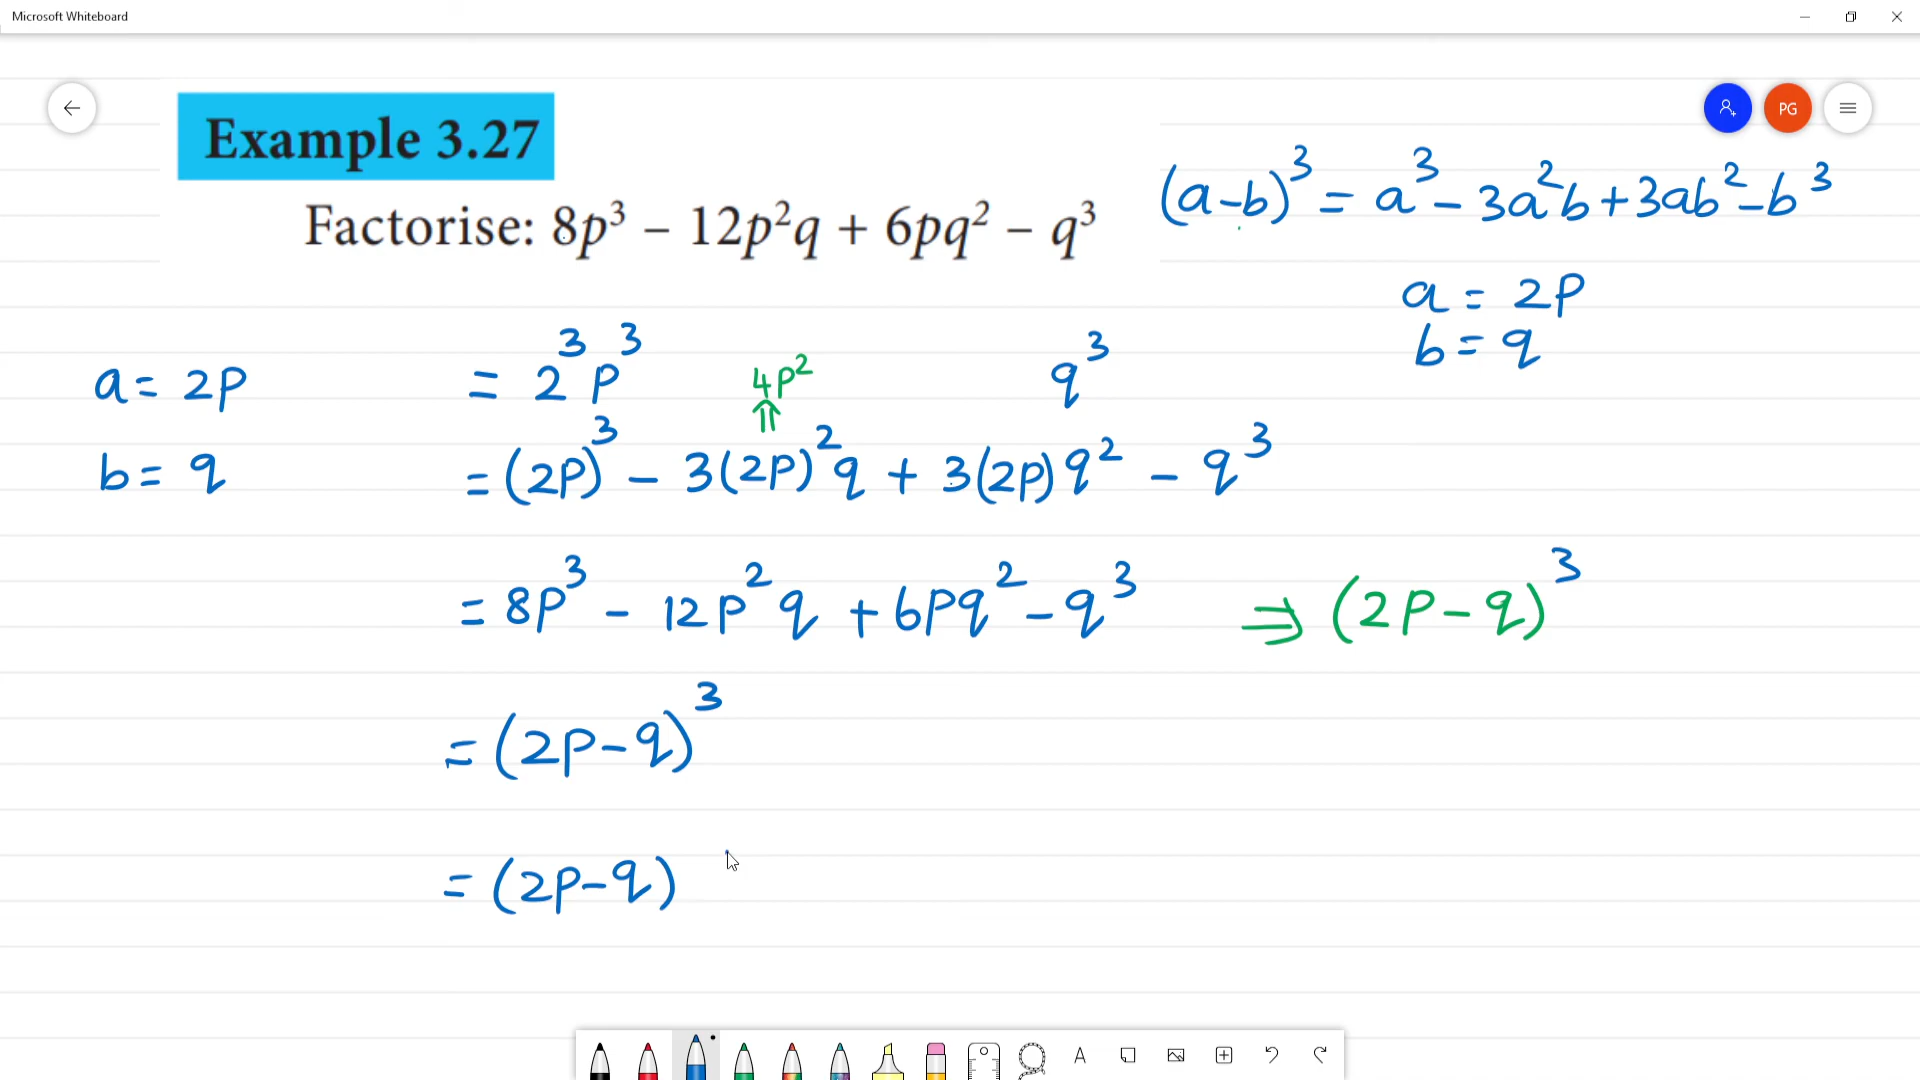 Microsoft Whiteboard
PG
Example 3.27
Factorise: 8p³ – 12p²q + 6pq² – q³
(a-b)³ = a³ - 3a²b + 3ab² - b³
a = 2p
b = q
a = 2p
b = q
= 2³ p³ q³
4p²
= (2p)³ - 3(2p)²q + 3(2p)q² - q³
= 8p³ - 12p²q + 6pq² - q³ ⇒ (2p-q)³
= (2p-q)³
= (2p-q)
A